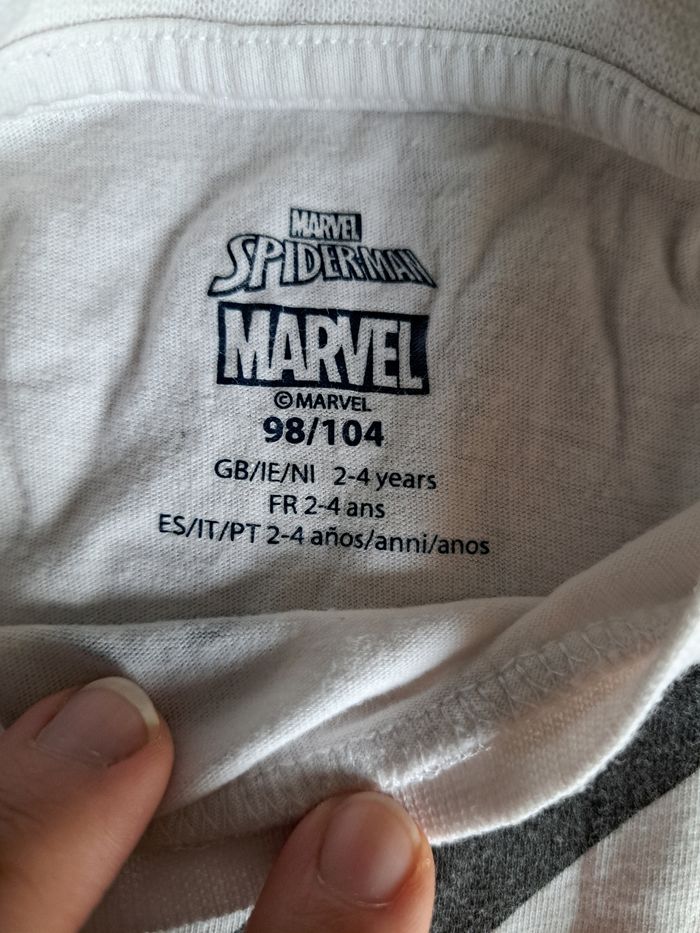 MARVEL
SPIDER-MAN
MARVEL
© MARVEL
98/104
GB/IE/NI 2-4 years
FR 2-4 ans
ES/IT/PT 2-4 años/anni/anos